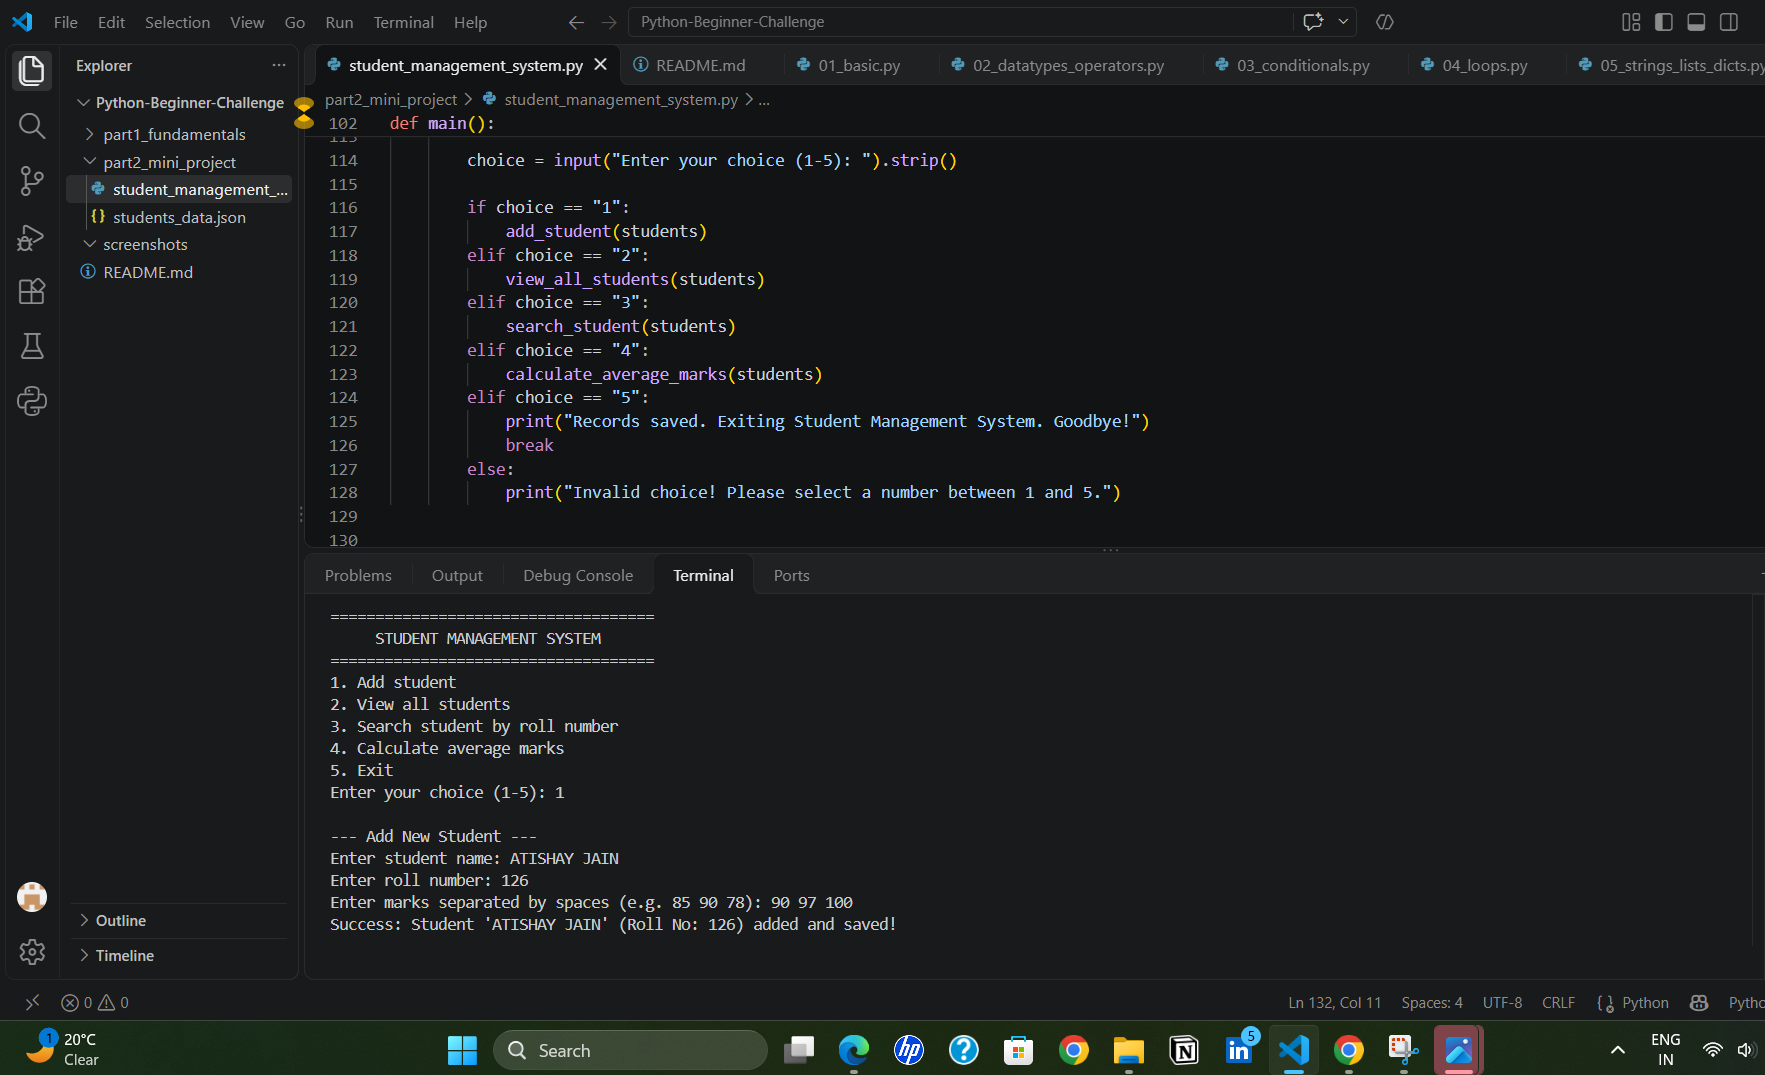 File Edit Selection View Go Run Terminal Help
Python-Beginner-Challenge
Explorer
Python-Beginner-Challenge
part1_fundamentals
part2_mini_project
student_management_...
students_data.json
screenshots
README.md
Outline
Timeline
student_management_system.py README.md 01_basic.py 02_datatypes_operators.py 03_conditionals.py 04_loops.py 05_strings_lists_dicts.py
part2_mini_project > student_management_system.py > ...
102 def main():
113
114 choice = input("Enter your choice (1-5): ").strip()
115
116 if choice == "1":
117 add_student(students)
118 elif choice == "2":
119 view_all_students(students)
120 elif choice == "3":
121 search_student(students)
122 elif choice == "4":
123 calculate_average_marks(students)
124 elif choice == "5":
125 print("Records saved. Exiting Student Management System. Goodbye!")
126 break
127 else:
128 print("Invalid choice! Please select a number between 1 and 5.")
129
130
Problems Output Debug Console Terminal Ports
====================================
STUDENT MANAGEMENT SYSTEM
====================================
1. Add student
2. View all students
3. Search student by roll number
4. Calculate average marks
5. Exit
Enter your choice (1-5): 1
--- Add New Student ---
Enter student name: ATISHAY JAIN
Enter roll number: 126
Enter marks separated by spaces (e.g. 85 90 78): 90 97 100
Success: Student 'ATISHAY JAIN' (Roll No: 126) added and saved!
0 0
Ln 132, Col 11 Spaces: 4 UTF-8 CRLF {} Python Pytho
1 20°C
Clear
Search
hp
?
N
in 5
ENG
IN